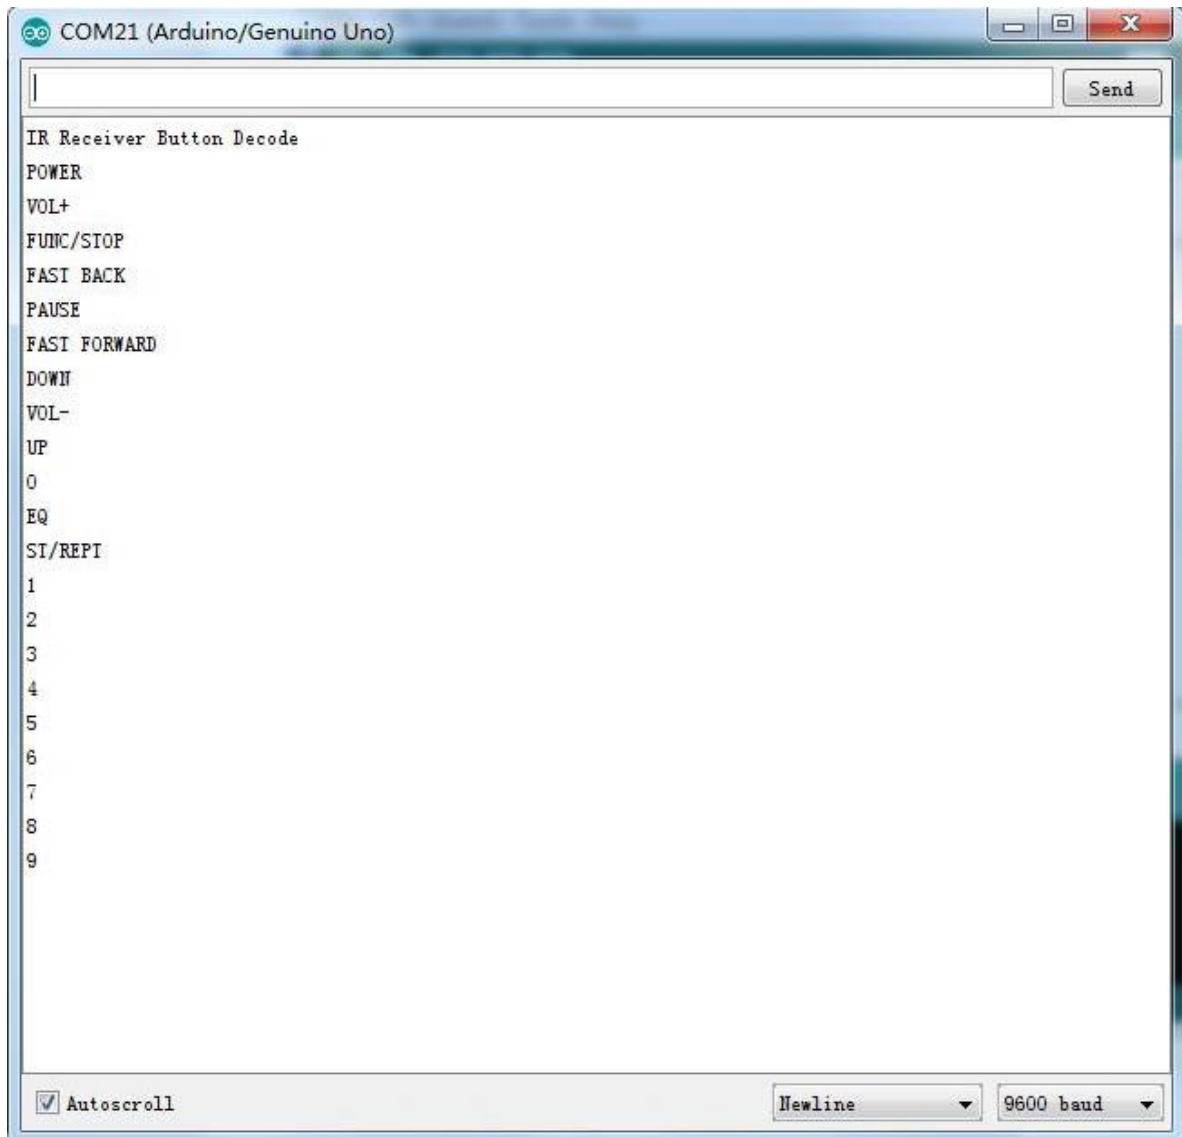 COM21 (Arduino/Genuino Uno)
Send
IR Receiver Button Decode
POWER
VOL+
FUNC/STOP
FAST BACK
PAUSE
FAST FORWARD
DOWN
VOL-
UP
0
EQ
ST/REPT
1
2
3
4
5
6
7
8
9
Autoscroll
Newline
9600 baud